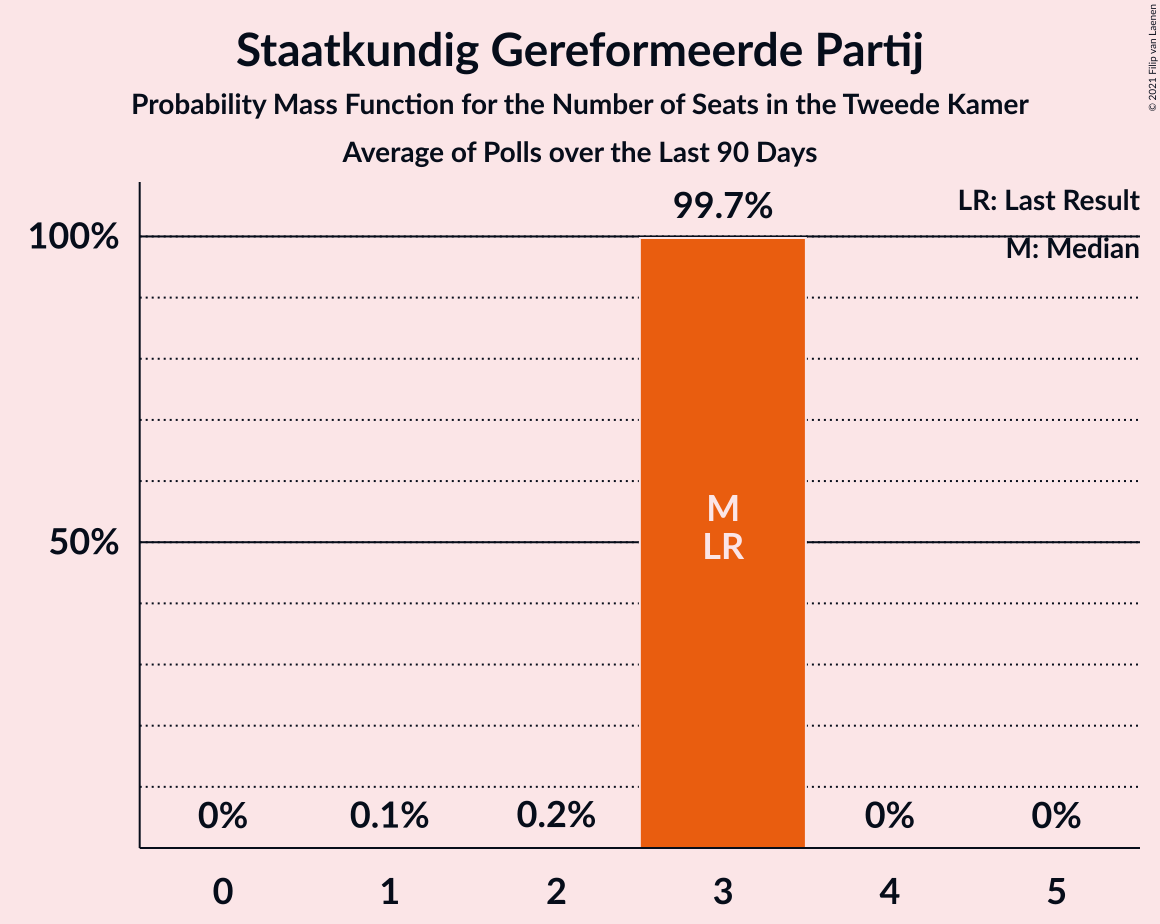 Staatkundig Gereformeerde Partij
Probability Mass Function for the Number of Seats in the Tweede Kamer
Average of Polls over the Last 90 Days
© 2021 Filip van Laenen
LR: Last Result
M: Median
99.7%
100%
50%
M
LR
0%
0.1%
0.2%
0%
0%
0
1
2
3
4
5